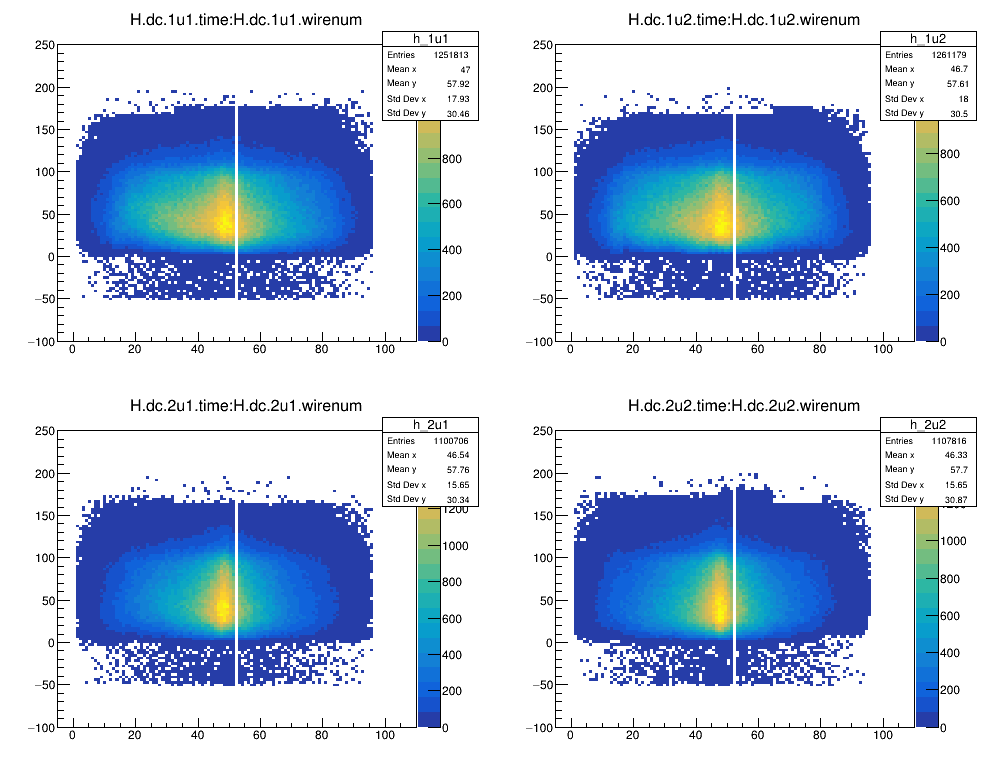 H.dc.1u1.time:H.dc.1u1.wirenum
h_1u1
Entries 1251813
Mean x 47
Mean y 57.92
Std Dev x 17.93
Std Dev y 30.46
250
200
150
100
50
0
−50
−100
0 20 40 60 80 100
800
600
400
200
0
H.dc.1u2.time:H.dc.1u2.wirenum
h_1u2
Entries 1261179
Mean x 46.7
Mean y 57.61
Std Dev x 18
Std Dev y 30.5
250
200
150
100
50
0
−50
−100
0 20 40 60 80 100
800
600
400
200
0
H.dc.2u1.time:H.dc.2u1.wirenum
h_2u1
Entries 1100706
Mean x 46.54
Mean y 57.76
Std Dev x 15.65
Std Dev y 30.34
250
200
150
100
50
0
−50
−100
0 20 40 60 80 100
1200
1000
800
600
400
200
0
H.dc.2u2.time:H.dc.2u2.wirenum
h_2u2
Entries 1107816
Mean x 46.33
Mean y 57.7
Std Dev x 15.65
Std Dev y 30.87
250
200
150
100
50
0
−50
−100
0 20 40 60 80 100
1000
800
600
400
200
0